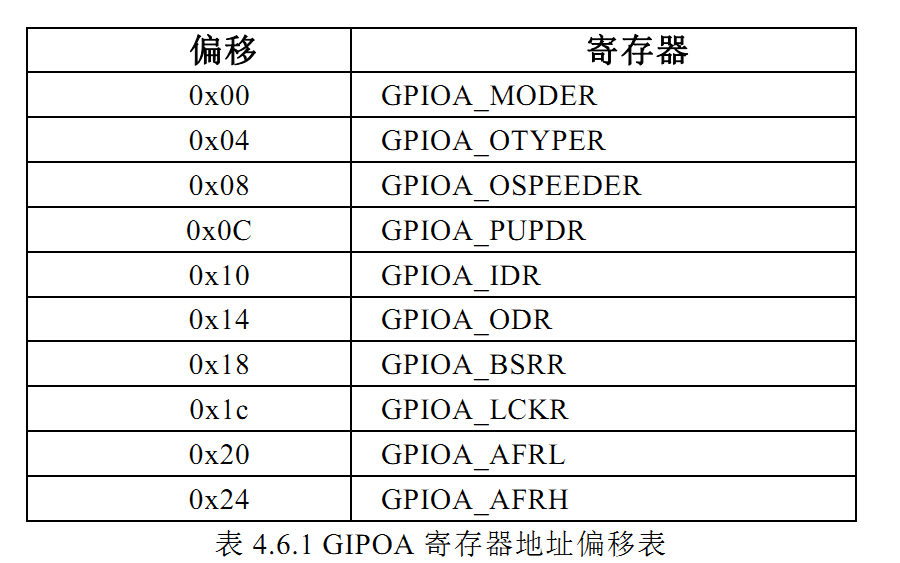 偏移 寄存器
0x00 GPIOA_MODER
0x04 GPIOA_OTYPER
0x08 GPIOA_OSPEEDER
0x0C GPIOA_PUPDR
0x10 GPIOA_IDR
0x14 GPIOA_ODR
0x18 GPIOA_BSRR
0x1c GPIOA_LCKR
0x20 GPIOA_AFRL
0x24 GPIOA_AFRH
表 4.6.1 GIPOA 寄存器地址偏移表